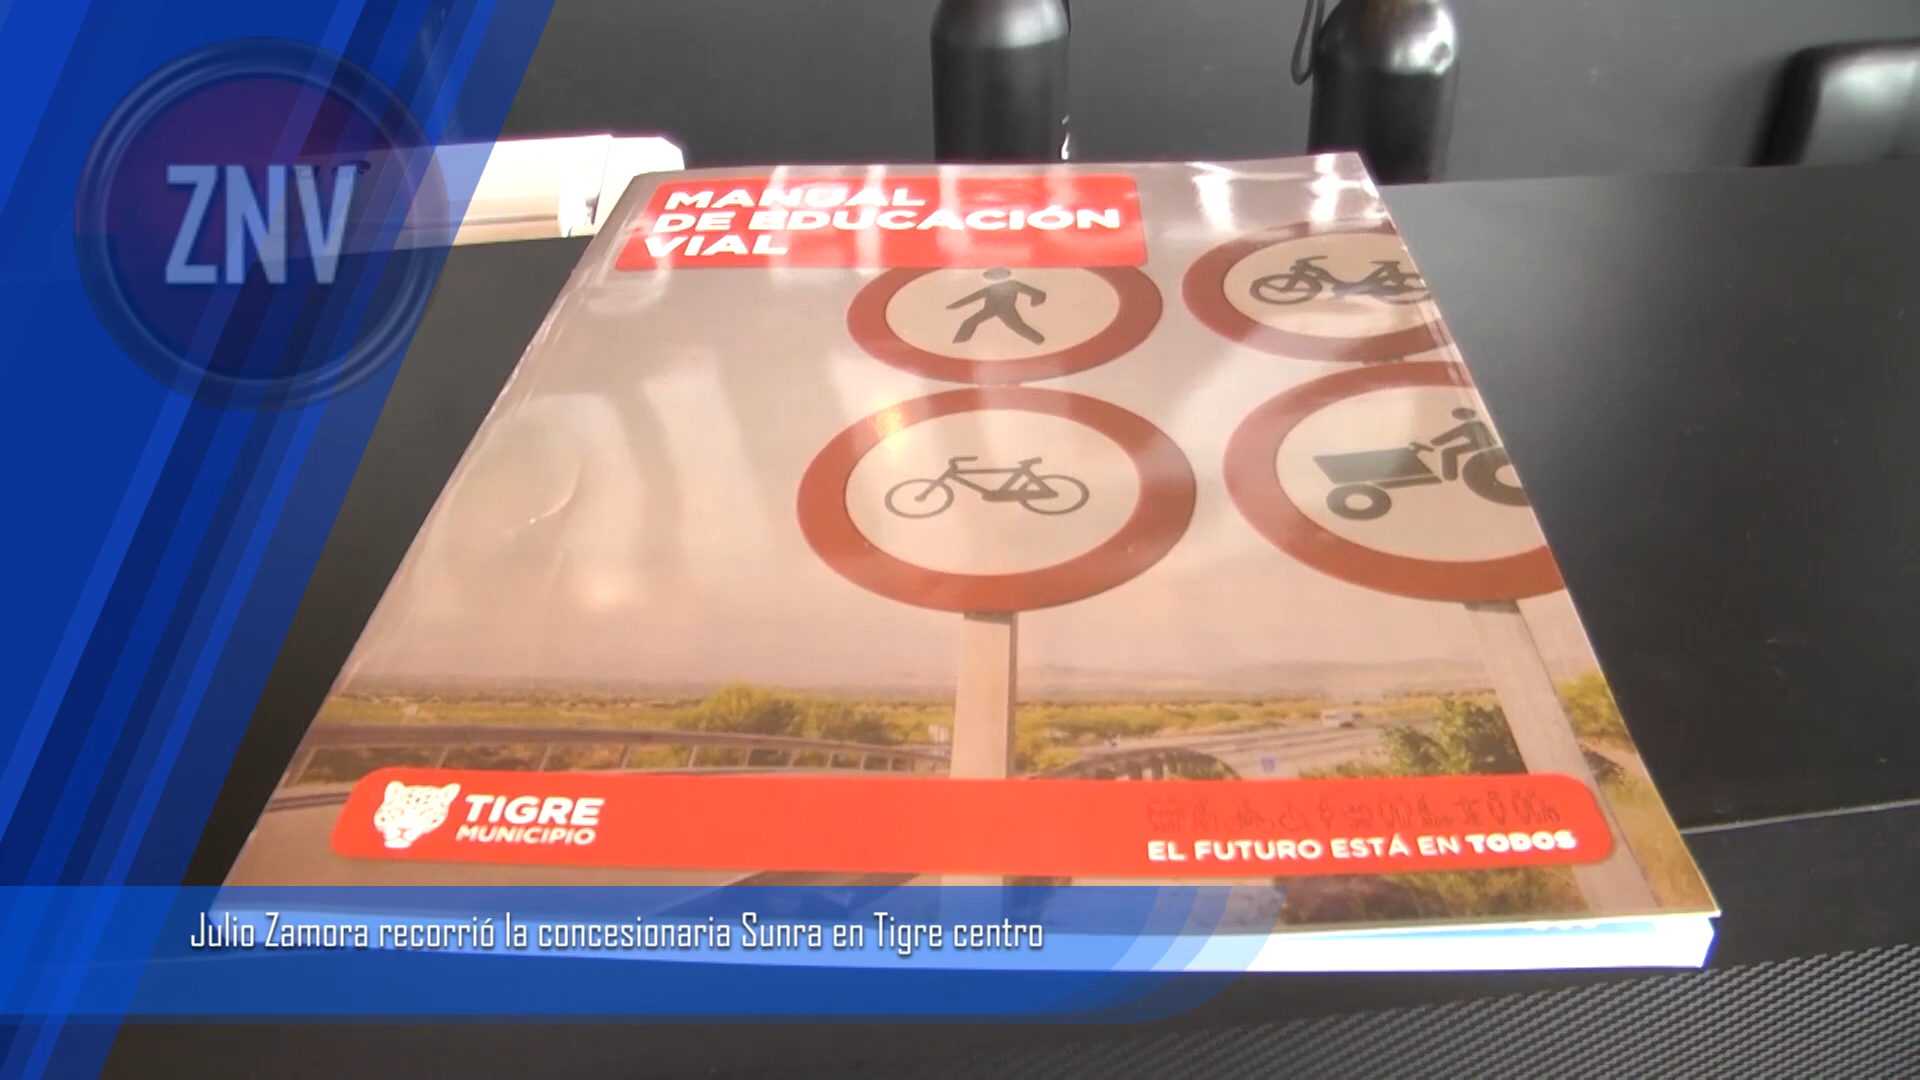 ZNV
MANUAL
DE EDUCACIÓN
VIAL
TIGRE
MUNICIPIO
EL FUTURO ESTÁ EN TODOS
Julio Zamora recorrió la concesionaria Sunra en Tigre centro